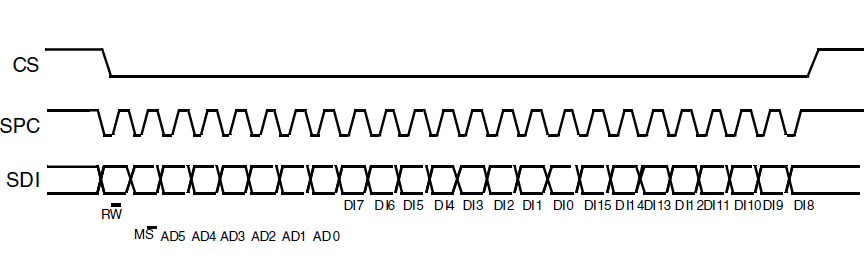 CS
SPC
SDI
DI7 DI6 DI5 DI4 DI3 DI2 DI1 DI0 DI15 DI14 DI13 DI12 DI11 DI10 DI9 DI8
RW
MS AD5 AD4 AD3 AD2 AD1 AD0